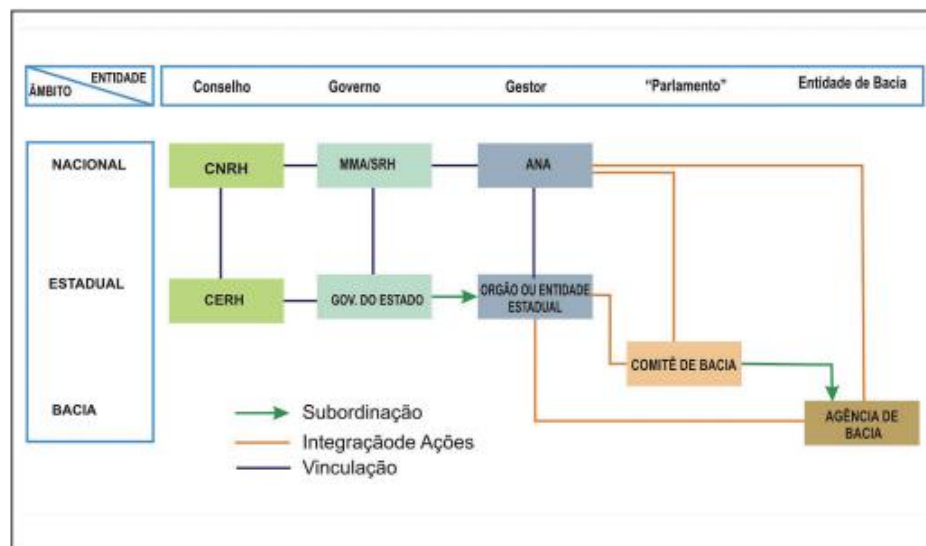 ENTIDADE
ÂMBITO
Conselho
Governo
Gestor
"Parlamento"
Entidade de Bacia
NACIONAL
CNRH
MMA/SRH
ANA
ESTADUAL
CERH
GOV. DO ESTADO
ORGÃO OU ENTIDADE
ESTADUAL
COMITÊ DE BACIA
BACIA
AGÊNCIA DE
BACIA
Subordinação
Integraçãode Ações
Vinculação